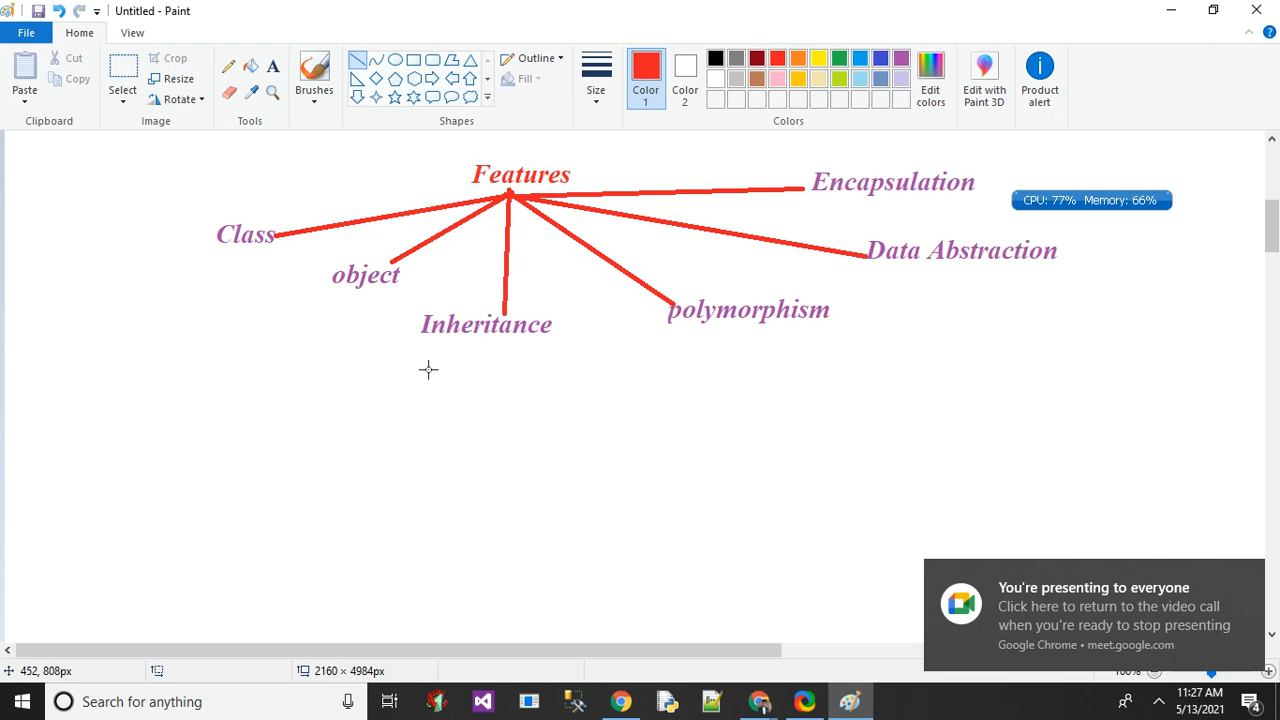 Untitled - Paint
File
Home
View
Paste
Cut
Copy
Clipboard
Select
Crop
Resize
Rotate
Image
Tools
Brushes
Outline
Fill
Shapes
Size
Color 1
Color 2
Edit colors
Colors
Edit with Paint 3D
Product alert
Features
Encapsulation
CPU: 77% Memory: 66%
Class
Data Abstraction
object
polymorphism
Inheritance
You're presenting to everyone
Click here to return to the video call
when you're ready to stop presenting
Google Chrome • meet.google.com
452, 808px
2160 × 4984px
100%
Search for anything
11:27 AM
5/13/2021
4